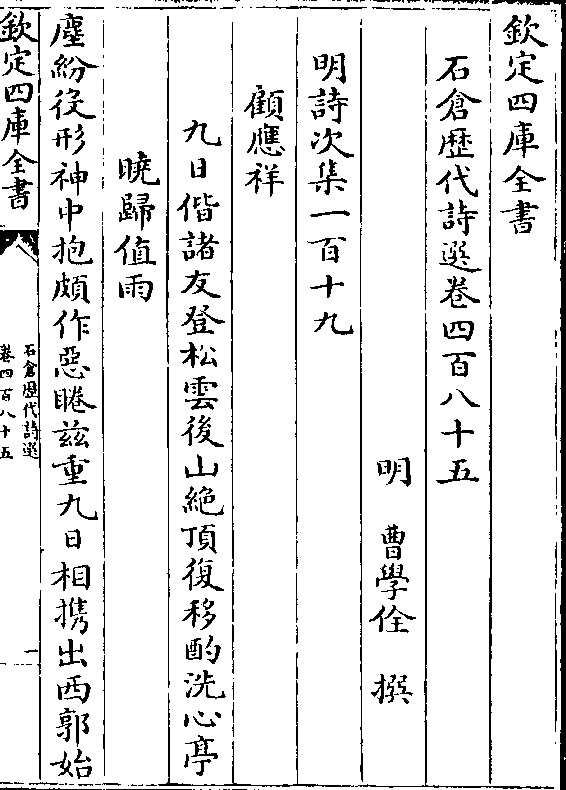 欽定四庫全書
石倉歴代詩選卷四百八十五
明 曹學佺 撰
明詩次集一百十九
顧應祥
九日偕諸友登松雲後山絶頂復移酌洗心亭
曉歸值雨
塵紛役形神中抱頗作惡睠兹重九日相携出西郭始
欽定四庫全書
石倉歴代詩選
卷四百八十五
一